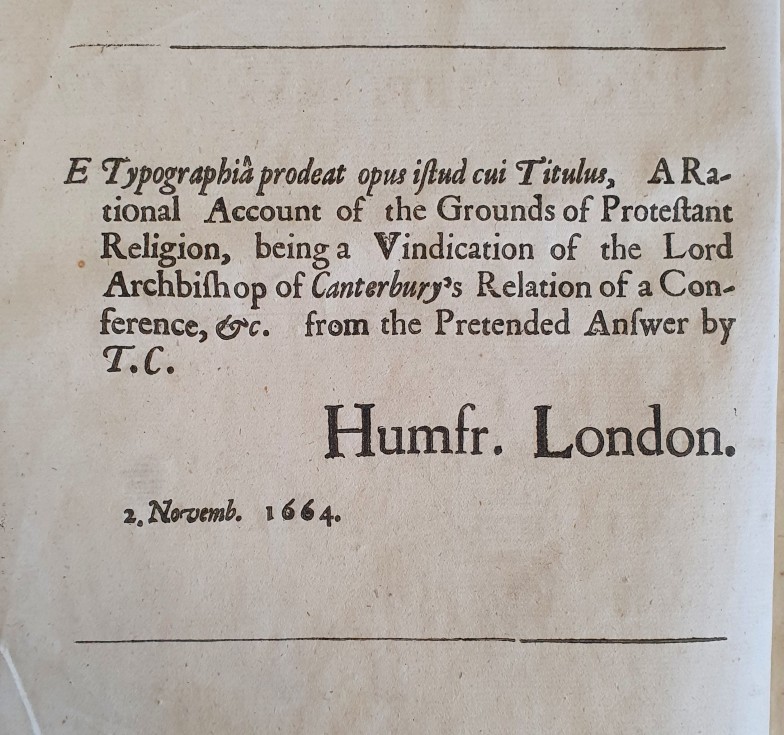 E Typographiâ prodeat opus iſtud cui Titulus, A Ra-
tional Account of the Grounds of Proteſtant
Religion, being a Vindication of the Lord
Archbiſhop of Canterbury's Relation of a Con-
ference, &c. from the Pretended Anſwer by
T.C.
Humfr. London.
2. Novemb. 1664.